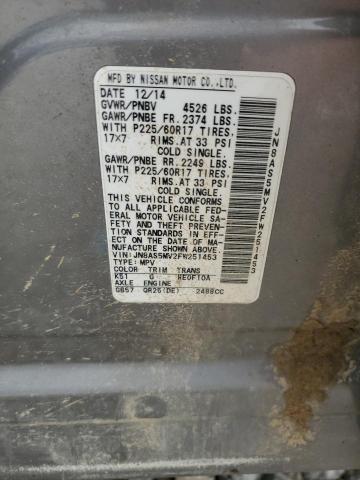 MFD BY NISSAN MOTOR CO.,LTD.
DATE 12/14
GVWR/PNBV 4526 LBS.
GAWR/PNBE FR. 2374 LBS.
WITH P225/60R17 TIRES,
17x7 RIMS.AT 33 PSI
COLD SINGLE.
GAWR/PNBE RR. 2249 LBS.
WITH P225/60R17 TIRES,
17x7 RIMS.AT 33 PSI
COLD SINGLE.
THIS VEHICLE CONFORMS
TO ALL APPLICABLE FED-
ERAL MOTOR VEHICLE SA-
FETY AND THEFT PREVEN-
TION STANDARDS IN EFF-
ECT ON THE DATE OF MA-
NUFACTURE SHOWN ABOVE.
VIN:JN8AS5MV2FW251453
TYPE: MPV
COLOR TRIM TRANS
K51 G RE0F10A
AXLE ENGINE
GB57 QR25(DE) 2488CC
JN8AS5MV2FW251453